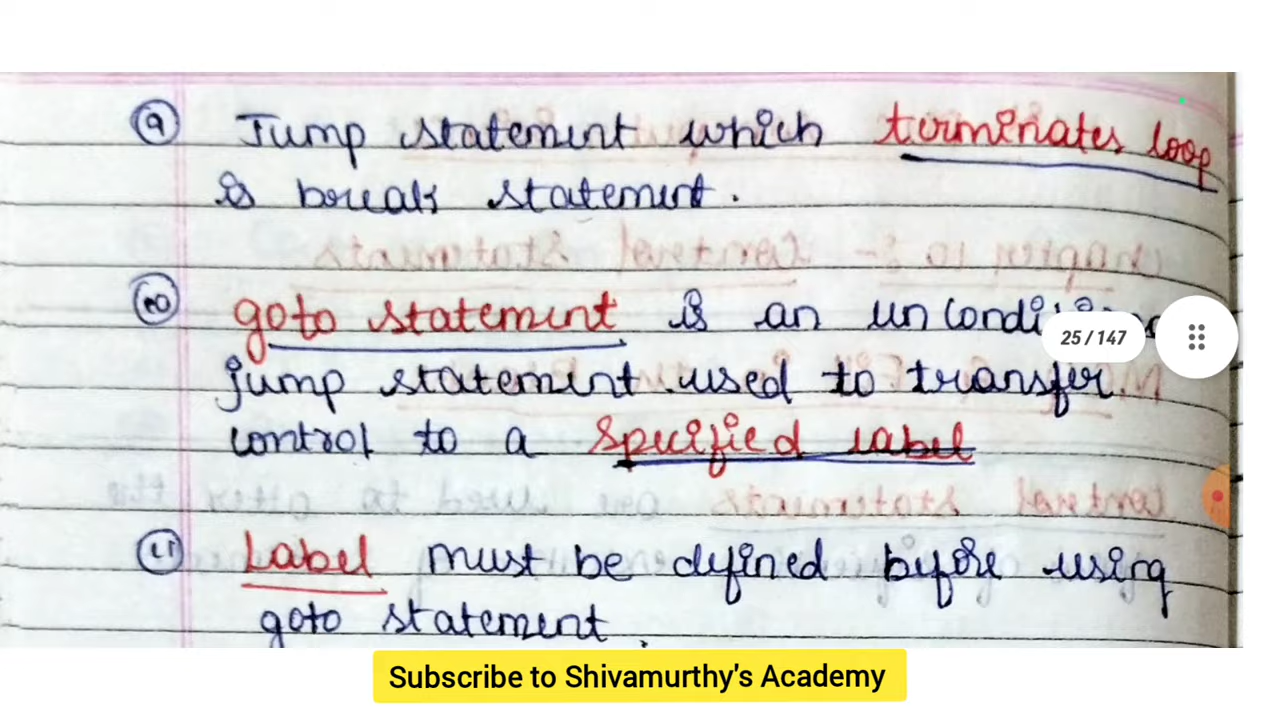 9 Jump statement which terminates loop
is break statement.
10 goto statement is an unconditional
25/147
jump statement used to transfer
control to a specified label
11 Label must be defined before using
goto statement.
Subscribe to Shivamurthy's Academy